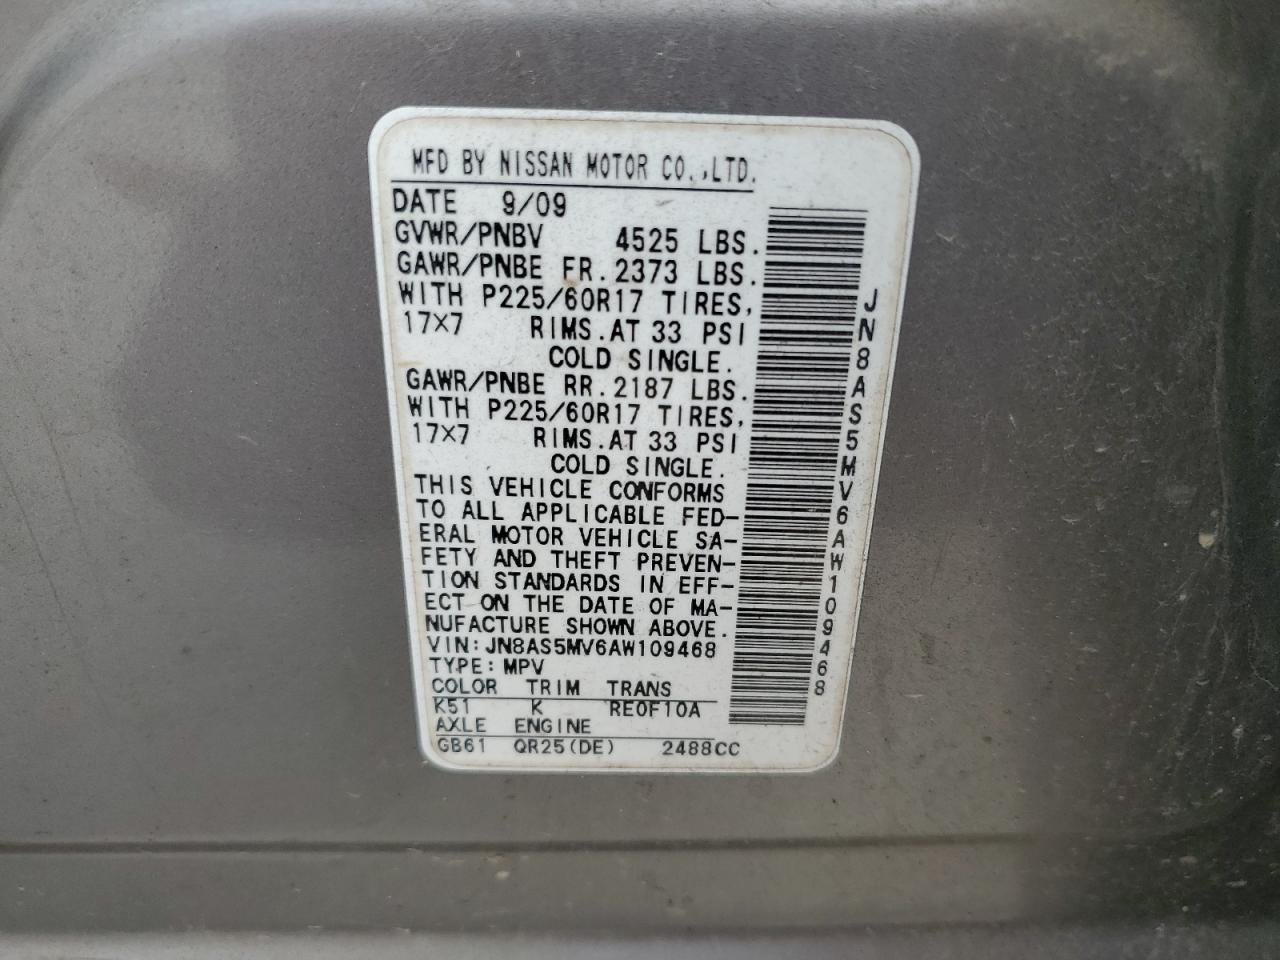 MFD BY NISSAN MOTOR CO.,LTD.
DATE 9/09
GVWR/PNBV 4525 LBS.
GAWR/PNBE FR. 2373 LBS.
WITH P225/60R17 TIRES,
17×7 RIMS. AT 33 PSI
COLD SINGLE.
GAWR/PNBE RR. 2187 LBS.
WITH P225/60R17 TIRES,
17×7 RIMS. AT 33 PSI
COLD SINGLE.
THIS VEHICLE CONFORMS
TO ALL APPLICABLE FED-
ERAL MOTOR VEHICLE SA-
FETY AND THEFT PREVEN-
TION STANDARDS IN EFF-
ECT ON THE DATE OF MA-
NUFACTURE SHOWN ABOVE.
VIN: JN8AS5MV6AW109468
TYPE: MPV
COLOR TRIM TRANS
K51 K RE0F10A
AXLE ENGINE
GB61 QR25(DE) 2488CC
JN8AS5MV6AW109468